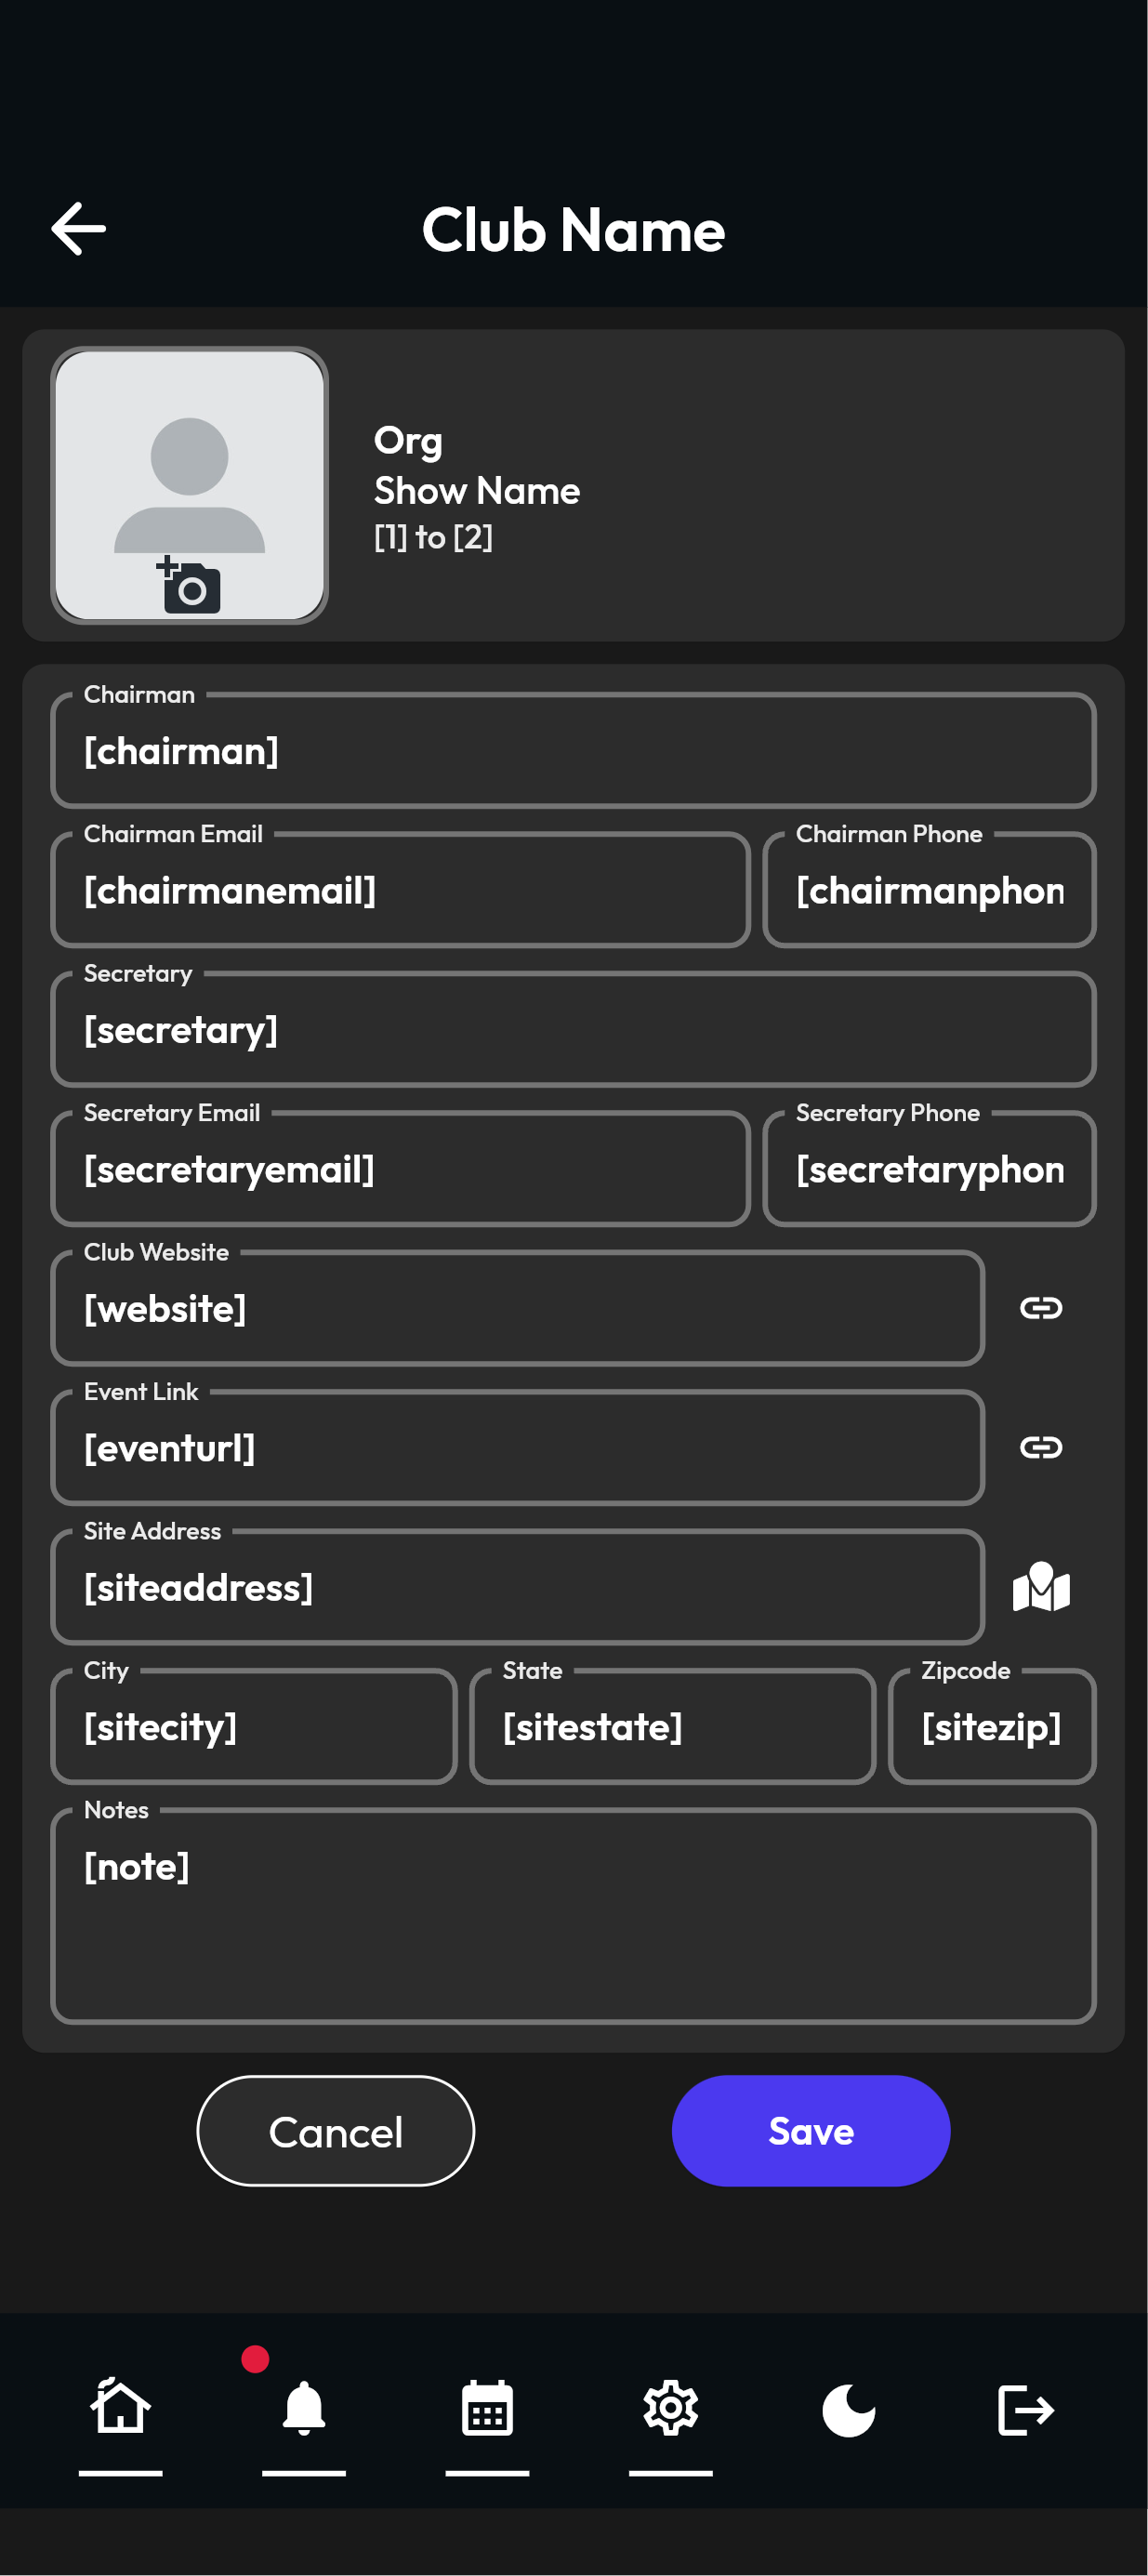 Club Name
Org
Show Name
[1] to [2]
Chairman
[chairman]
Chairman Email
[chairmanemail]
Chairman Phone
[chairmanphon
Secretary
[secretary]
Secretary Email
[secretaryemail]
Secretary Phone
[secretaryphon
Club Website
[website]
Event Link
[eventurl]
Site Address
[siteaddress]
City
[sitecity]
State
[sitestate]
Zipcode
[sitezip]
Notes
[note]
Cancel
Save